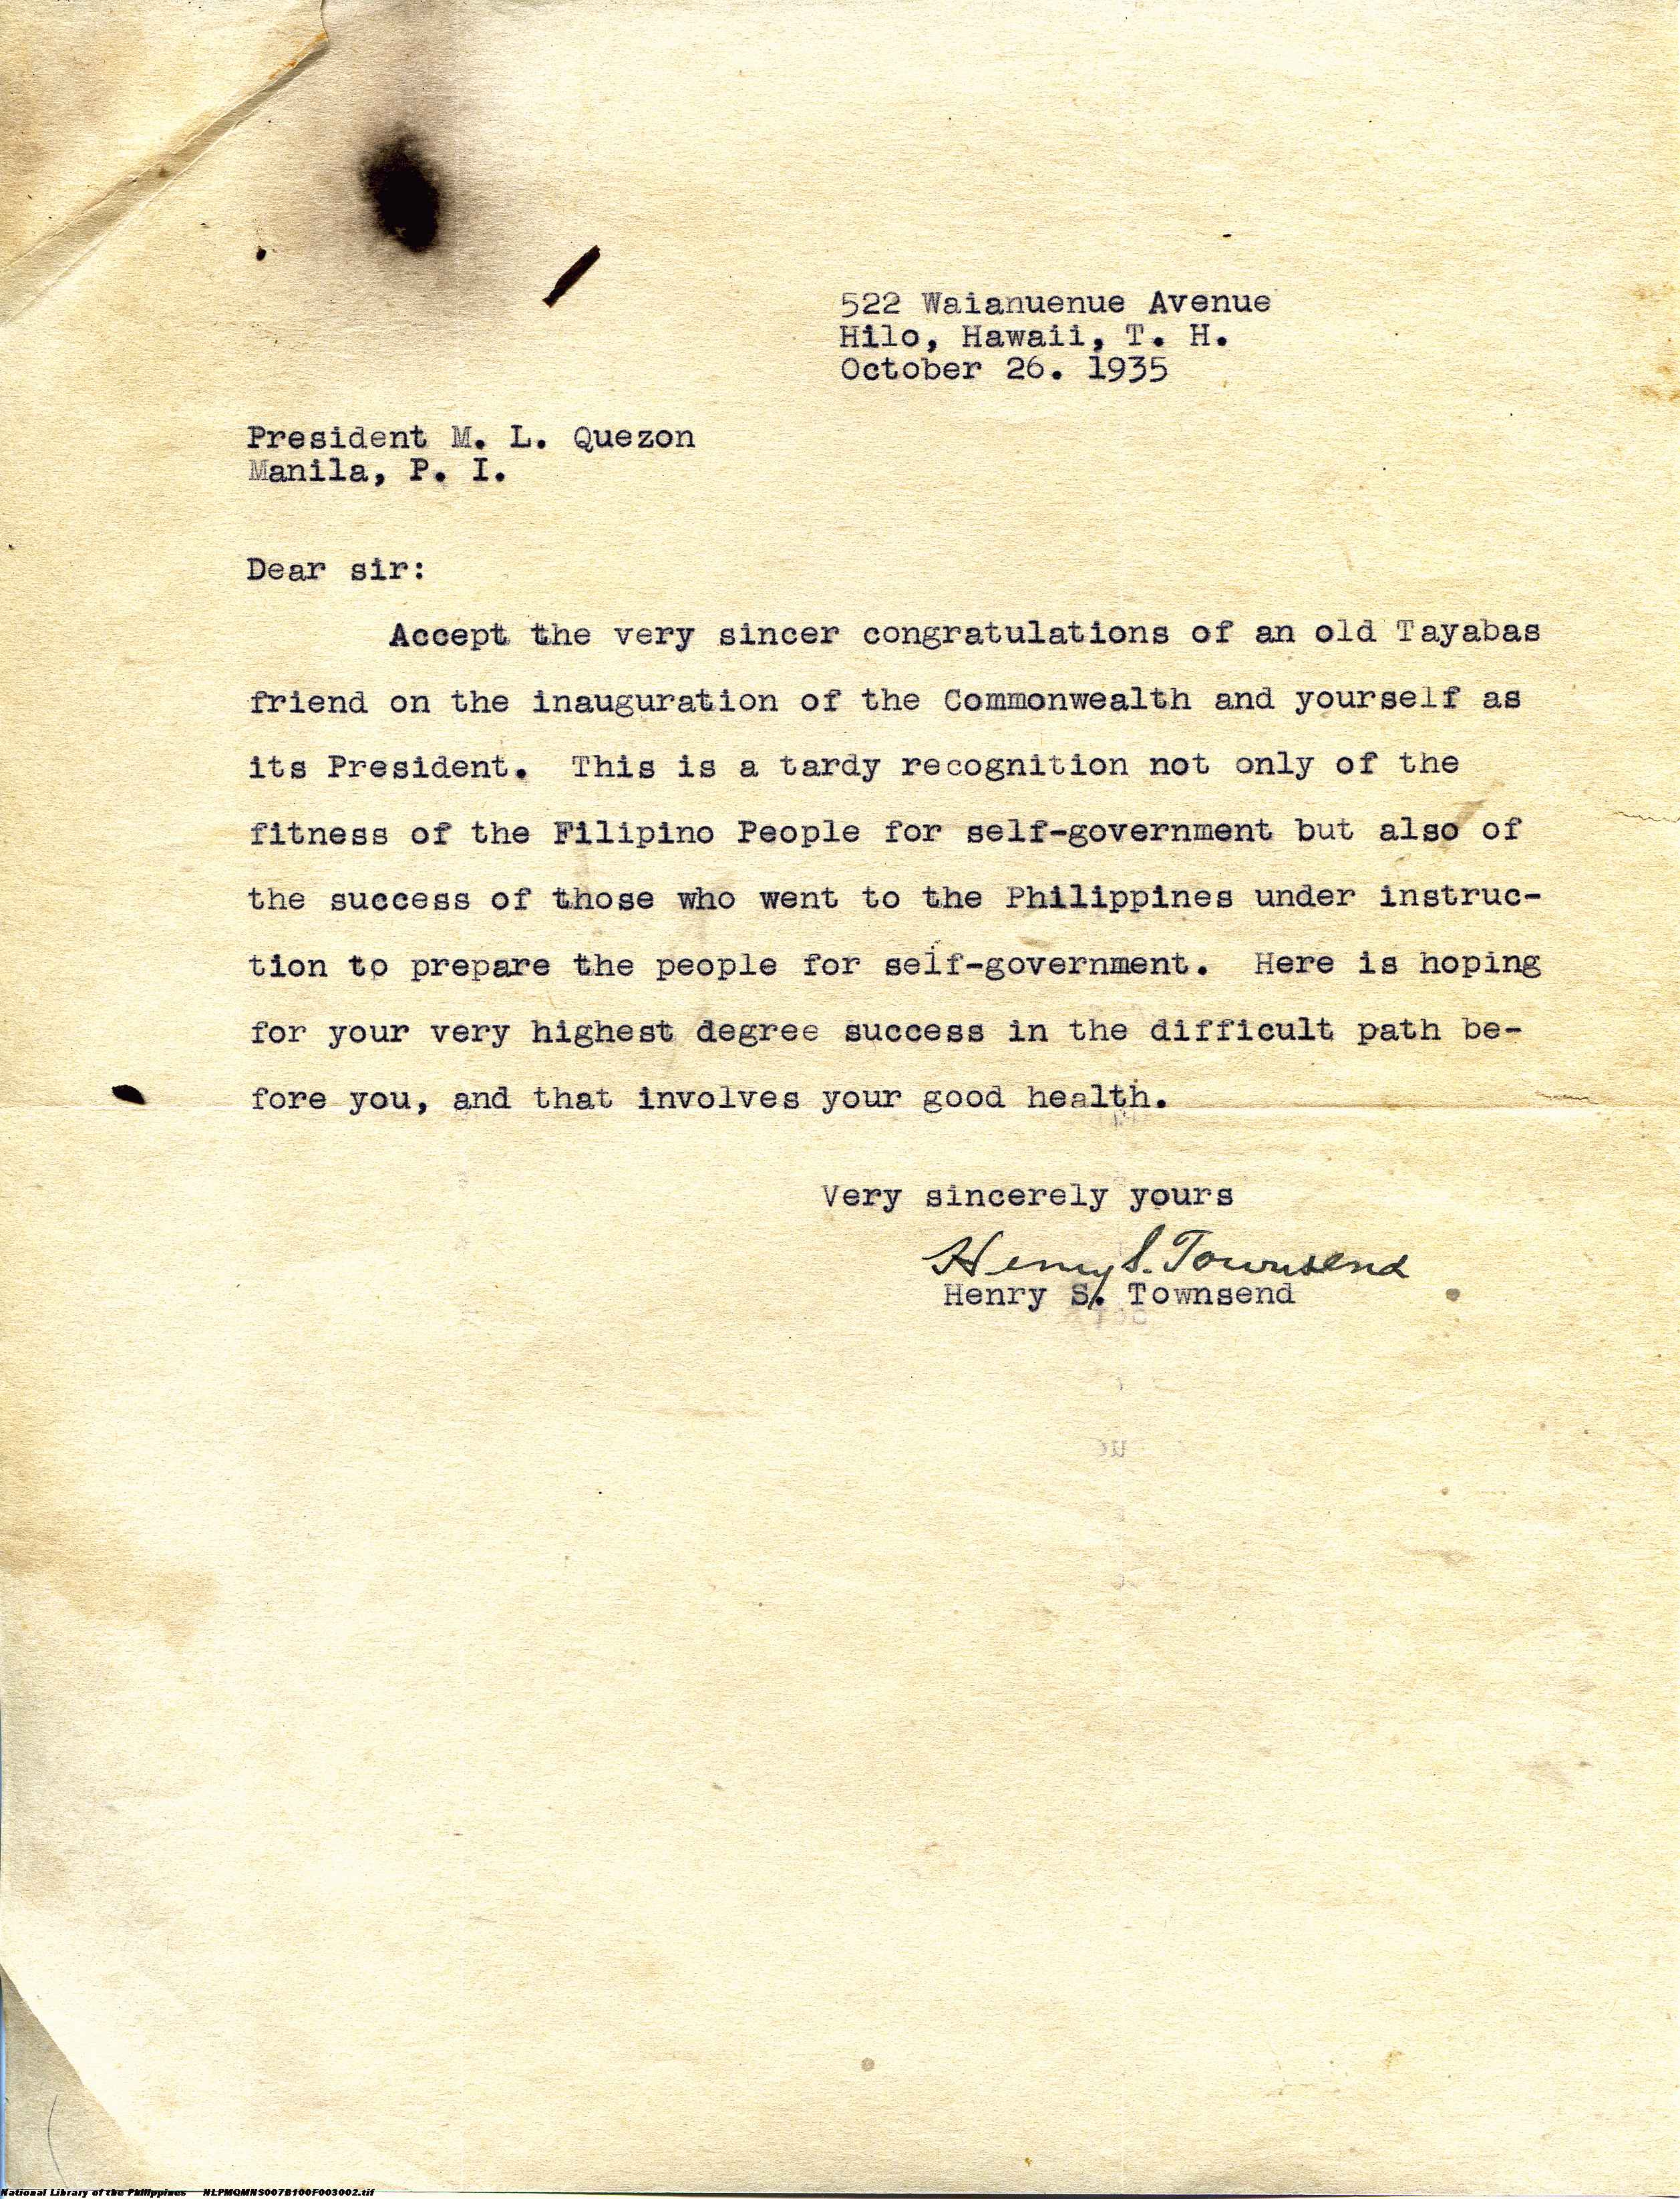 522 Waianuenue Avenue
Hilo, Hawaii, T. H.
October 26. 1935
President M. L. Quezon
Manila, P. I.
Dear sir:
Accept the very sincer congratulations of an old Tayabas
friend on the inauguration of the Commonwealth and yourself as
its President.  This is a tardy recognition not only of the
fitness of the Filipino People for self-government but also of
the success of those who went to the Philippines under instruc-
tion to prepare the people for self-government.  Here is hoping
for your very highest degree success in the difficult path be-
fore you, and that involves your good health.
Very sincerely yours
Henry S. Townsend
Henry S. Townsend
National Library of the Philippines NLPMQMNS007B100F003002.tif